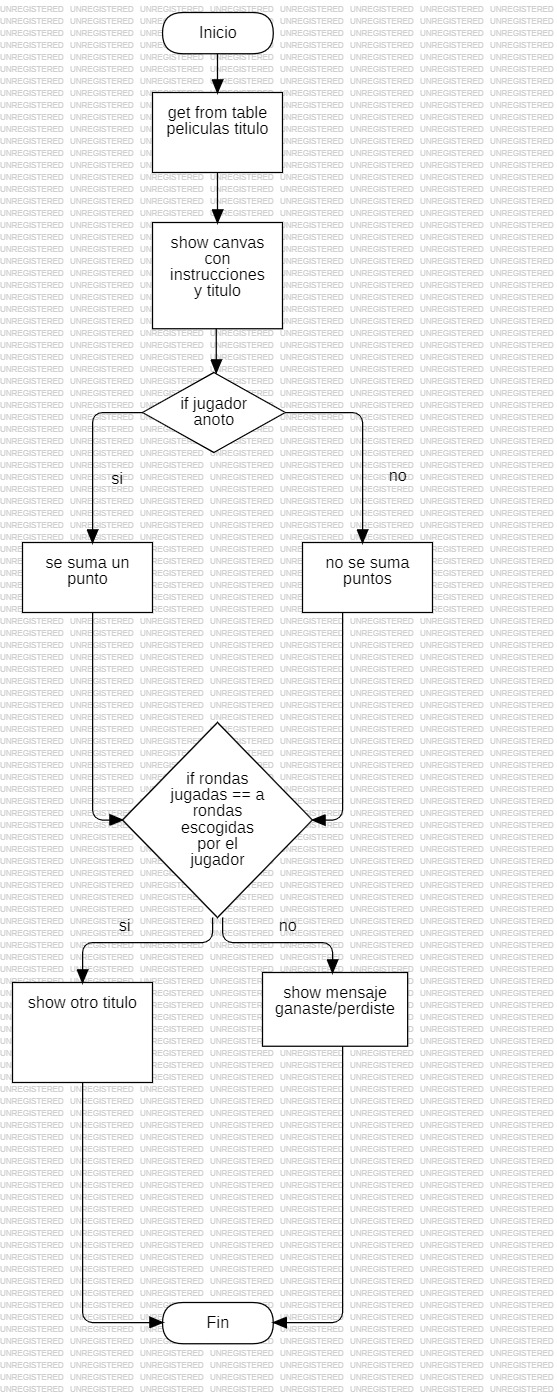 Inicio
get from table
peliculas titulo
show canvas
con
instrucciones
y titulo
if jugador
anoto
si
no
se suma un
punto
no se suma
puntos
if rondas
jugadas == a
rondas
escogidas
por el
jugador
si
no
show otro titulo
show mensaje
ganaste/perdiste
Fin
UNREGISTERED